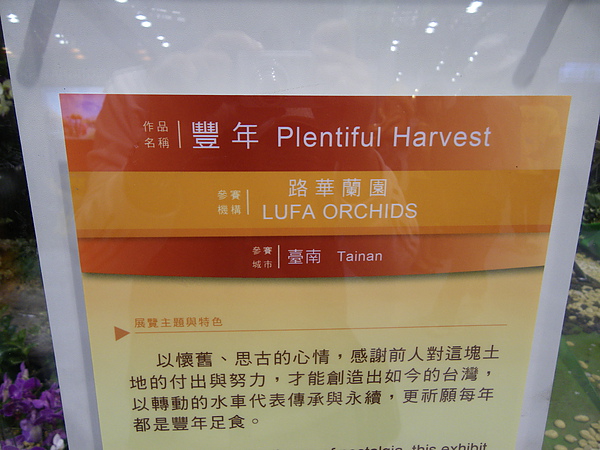 作品名稱 豐年 Plentiful Harvest
參賽機構 路華蘭園
LUFA ORCHIDS
參賽城市 臺南 Tainan
展覽主題與特色
以懷舊、思古的心情，感謝前人對這塊土
地的付出與努力，才能創造出如今的台灣，
以轉動的水車代表傳承與永續，更祈願每年
都是豐年足食。
nostalgia, this exhibit